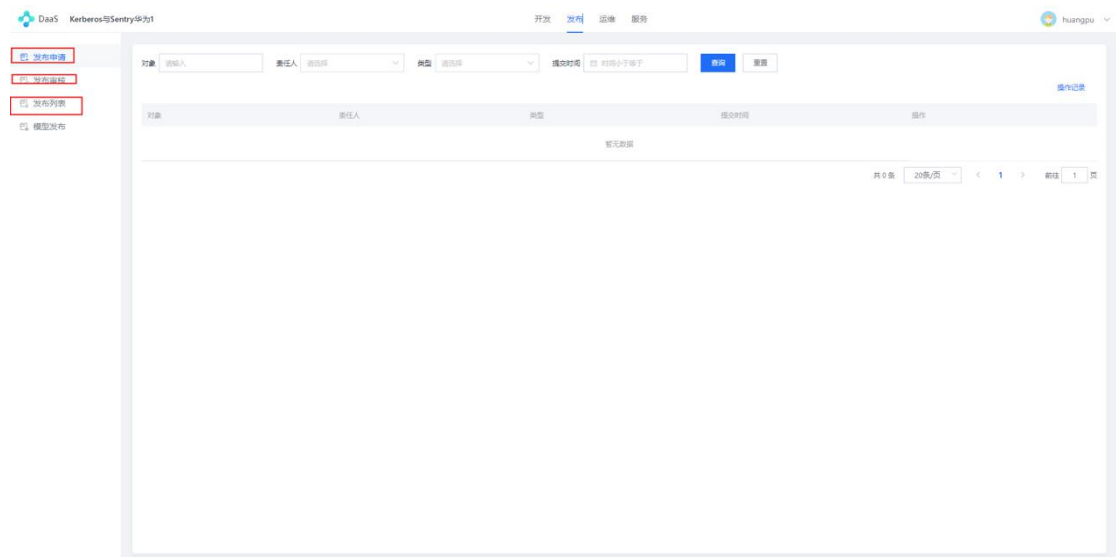 DaaS Kerberos与Sentry华为1 开发 发布 运维 服务 huangpu
发布申请
发布审核
发布列表
模型发布
对象 请输入 责任人 请选择 类型 请选择 提交时间 时间小于等于 查询 重置
操作记录
对象 责任人 类型 提交时间 操作
暂无数据
共 0 条 20条/页 < 1 > 前往 1 页